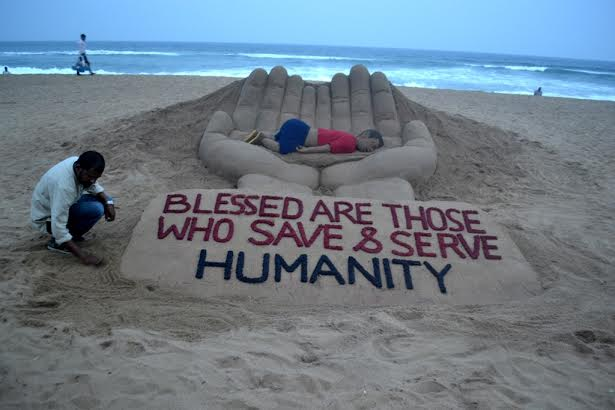 BLESSED ARE THOSE
WHO SAVE & SERVE
HUMANITY